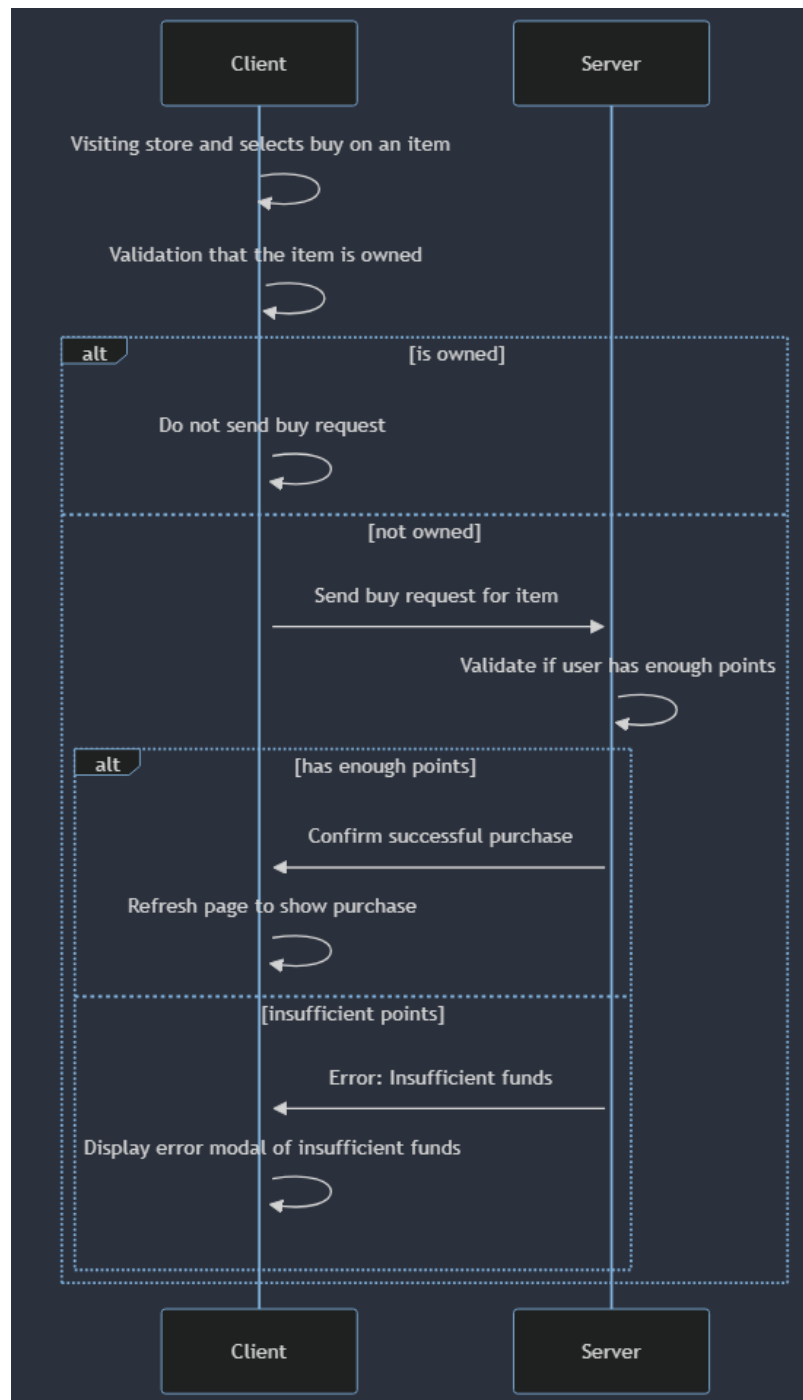 Client Server
Visiting store and selects buy on an item
Validation that the item is owned
alt [is owned]
Do not send buy request
[not owned]
Send buy request for item
Validate if user has enough points
alt [has enough points]
Confirm successful purchase
Refresh page to show purchase
[insufficient points]
Error: Insufficient funds
Display error modal of insufficient funds
Client Server